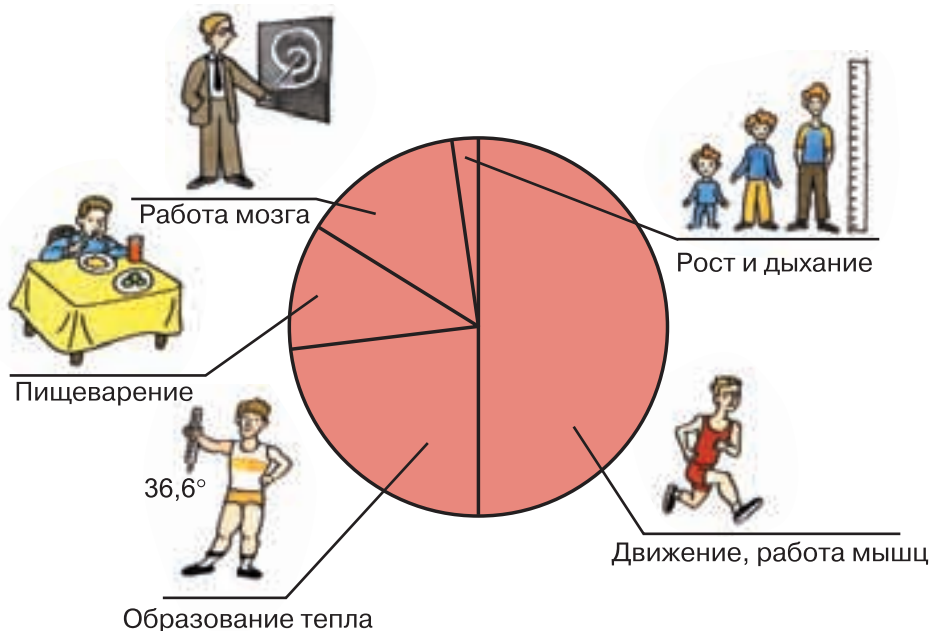 Работа мозга
Рост и дыхание
Пищеварение
36,6°
Движение, работа мышц
Образование тепла